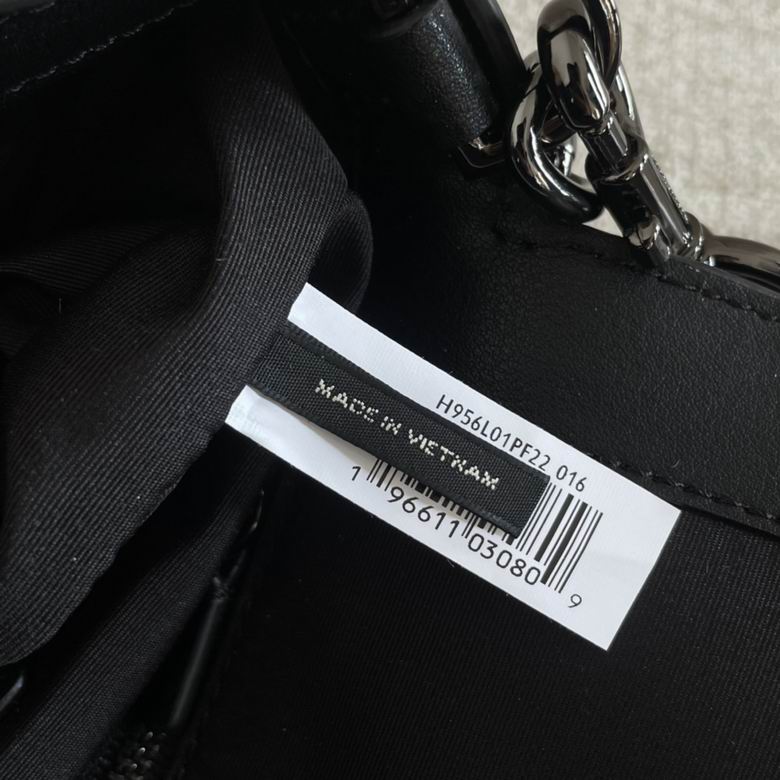 H956L01PF22 016
MADE IN VIETNAM
1 96611 03080 9